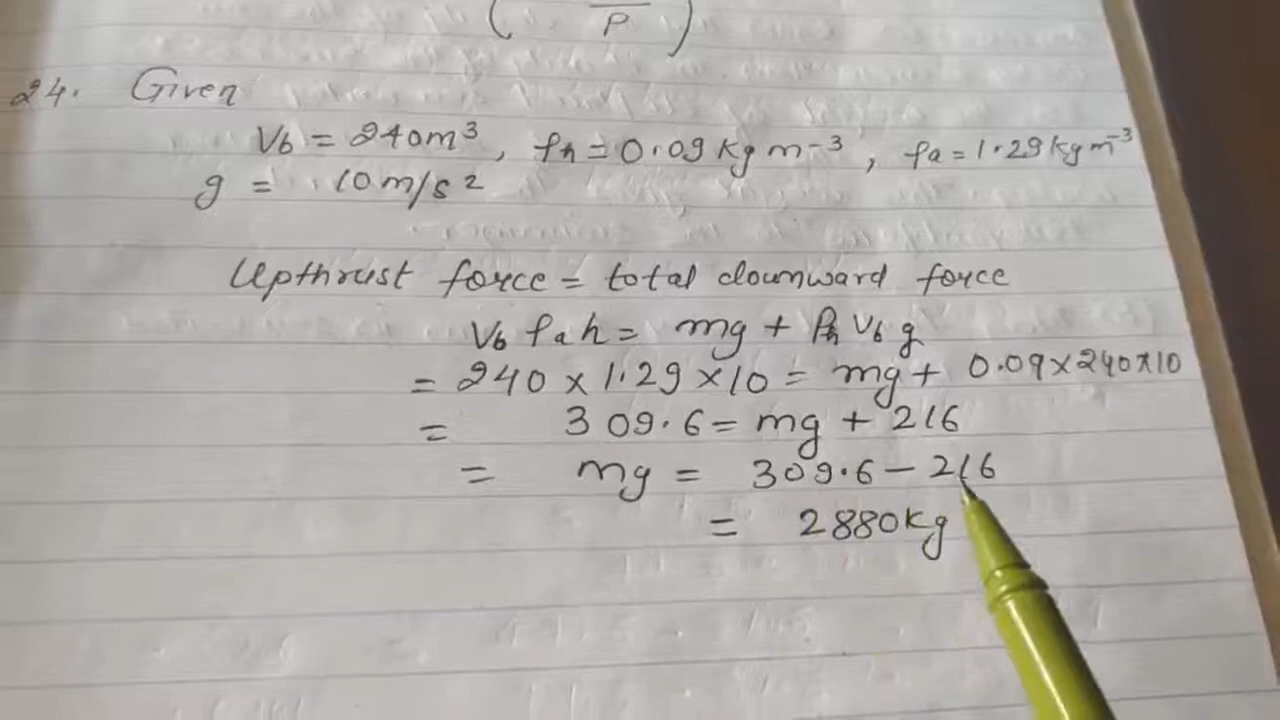 ( P )
24. Given
Vb = 240m³, ρh = 0.09 kg m⁻³, ρa = 1.29 kg m⁻³
g = 10 m/s²
Upthrust force = total downward force
Vb ρa h = mg + ρh Vb g
= 240 × 1.29 × 10 = mg + 0.09×240×10
= 309.6 = mg + 216
= mg = 309.6 – 216
= 2880 kg